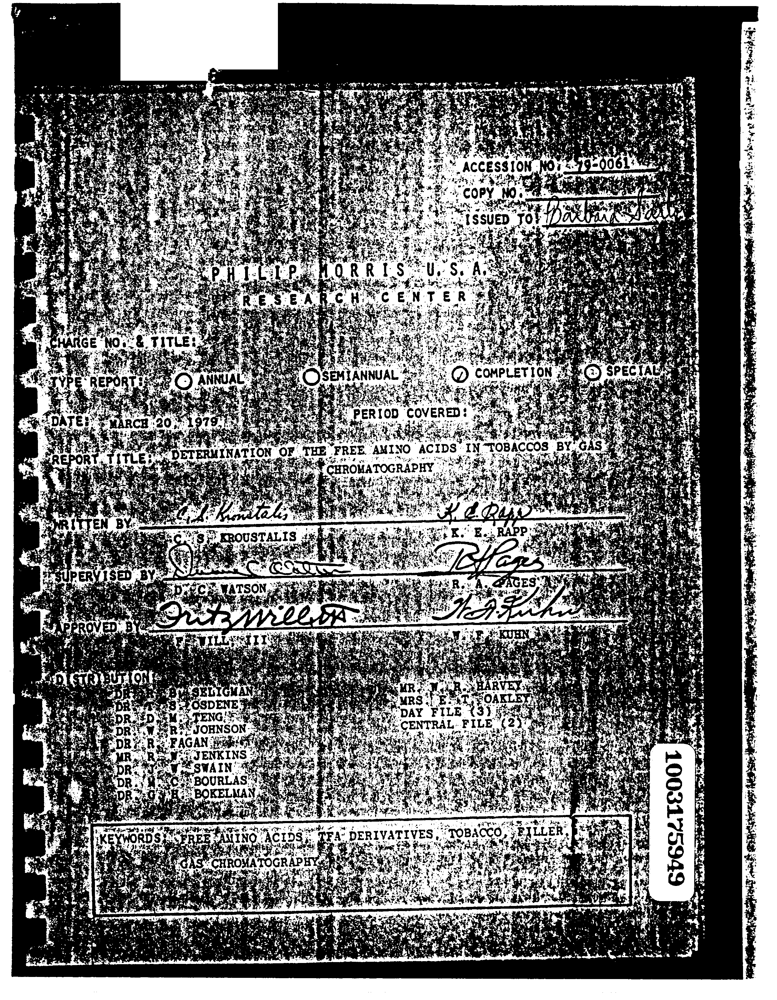 ACCESSION NO: 79-0061
COPY NO.
ISSUED TO: Barbara
PHILIP MORRIS U.S.A.
RESEARCH CENTER
CHARGE NO. & TITLE:
TYPE REPORT: ANNUAL SEMIANNUAL COMPLETION SPECIAL
DATE: MARCH 20, 1979 PERIOD COVERED:
REPORT TITLE: DETERMINATION OF THE FREE AMINO ACIDS IN TOBACCOS BY GAS
CHROMATOGRAPHY
C. S. Kroustalis K. E. Rapp
WRITTEN BY
C. S. KROUSTALIS K. E. RAPP
SUPERVISED BY
D. C. WATSON R. A. PAGES
Fritz Will III W. F. Kuhn
APPROVED BY
F. WILL, III W. F. KUHN
DISTRIBUTION:
DR. R. B. SELIGMAN
DR. T. S. OSDENE
DR. D. M. TENG
DR. W. R. JOHNSON
DR. R. FAGAN
MR. R. W. JENKINS
DR. W. SWAIN
DR. M. C. BOURLAS
DR. G. H. BOKELMAN
MR. W. R. HARVEY
MRS. E. T. OAKLEY
DAY FILE (3)
CENTRAL FILE (2)
KEYWORDS: FREE AMINO ACIDS, TFA DERIVATIVES, TOBACCO, FILLER,
GAS CHROMATOGRAPHY
1003175949